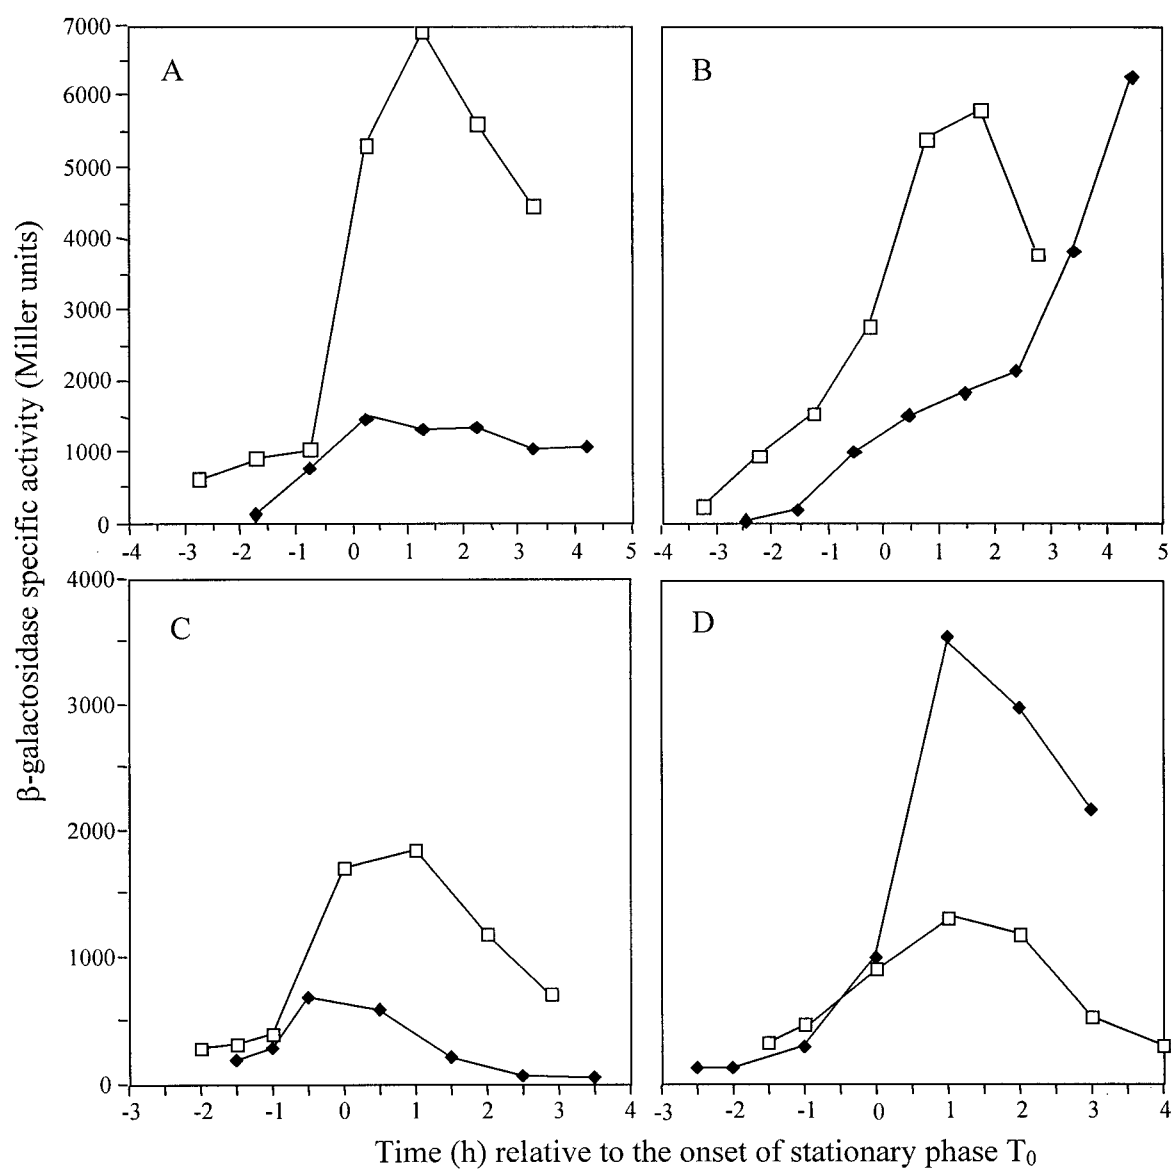 A
B
7000
6000
5000
4000
3000
2000
1000
0
-4 -3 -2 -1 0 1 2 3 4 5
-4 -3 -2 -1 0 1 2 3 4 5
C
D
4000
3000
2000
1000
0
-3 -2 -1 0 1 2 3 4
-3 -2 -1 0 1 2 3 4
β-galactosidase specific activity (Miller units)
Time (h) relative to the onset of stationary phase T₀